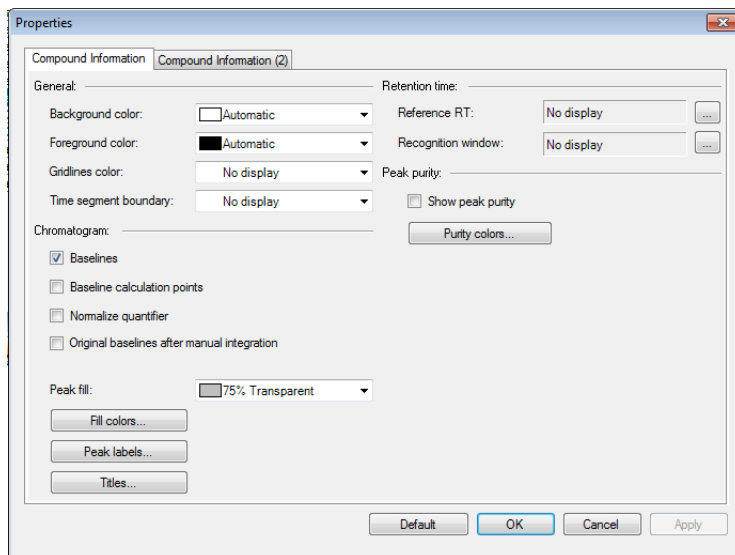 Properties
Compound Information
Compound Information (2)
General:
Background color:
Automatic
Foreground color:
Automatic
Gridlines color:
No display
Time segment boundary:
No display
Chromatogram:
Baselines
Baseline calculation points
Normalize quantifier
Original baselines after manual integration
Peak fill:
75% Transparent
Fill colors...
Peak labels...
Titles...
Retention time:
Reference RT:
No display
...
Recognition window:
No display
...
Peak purity:
Show peak purity
Purity colors...
Default
OK
Cancel
Apply